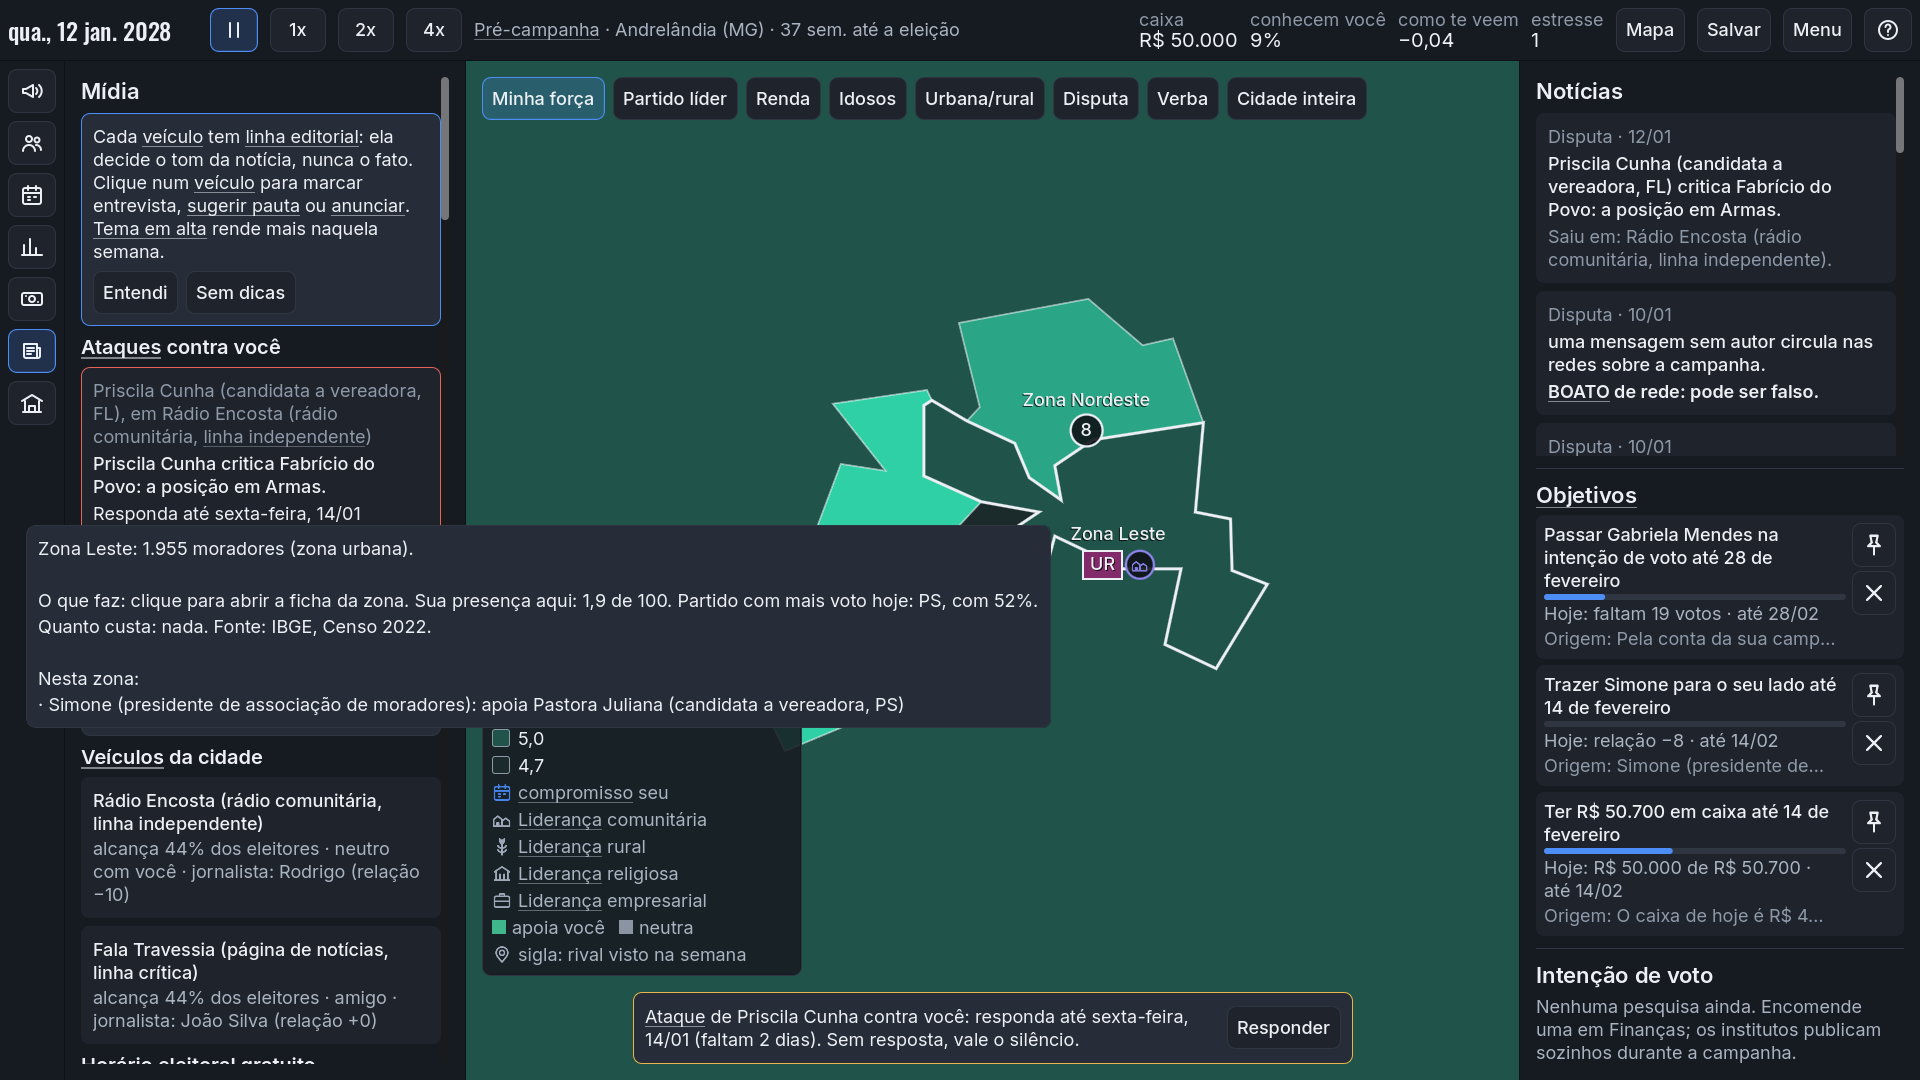 qua., 12 jan. 2028
1x
2x
4x
Pré-campanha · Andrelândia (MG) · 37 sem. até a eleição
caixa
R$ 50.000
conhecem você
9%
como te veem
−0,04
estresse
1
Mapa
Salvar
Menu
Mídia
Cada veículo tem linha editorial: ela
decide o tom da notícia, nunca o fato.
Clique num veículo para marcar
entrevista, sugerir pauta ou anunciar.
Tema em alta rende mais naquela
semana.
Entendi
Sem dicas
Ataques contra você
Priscila Cunha (candidata a vereadora,
FL), em Rádio Encosta (rádio
comunitária, linha independente)
Priscila Cunha critica Fabrício do
Povo: a posição em Armas.
Responda até sexta-feira, 14/01
Minha força
Partido líder
Renda
Idosos
Urbana/rural
Disputa
Verba
Cidade inteira
Zona Nordeste
8
Zona Leste
UR
Zona Leste: 1.955 moradores (zona urbana).
O que faz: clique para abrir a ficha da zona. Sua presença aqui: 1,9 de 100. Partido com mais voto hoje: PS, com 52%.
Quanto custa: nada. Fonte: IBGE, Censo 2022.
Nesta zona:
· Simone (presidente de associação de moradores): apoia Pastora Juliana (candidata a vereadora, PS)
Veículos da cidade
Rádio Encosta (rádio comunitária,
linha independente)
alcança 44% dos eleitores · neutro
com você · jornalista: Rodrigo (relação
−10)
Fala Travessia (página de notícias,
linha crítica)
alcança 44% dos eleitores · amigo ·
jornalista: João Silva (relação +0)
Horário eleitoral gratuito
5,0
4,7
compromisso seu
Liderança comunitária
Liderança rural
Liderança religiosa
Liderança empresarial
apoia você
neutra
sigla: rival visto na semana
Ataque de Priscila Cunha contra você: responda até sexta-feira,
14/01 (faltam 2 dias). Sem resposta, vale o silêncio.
Responder
Notícias
Disputa · 12/01
Priscila Cunha (candidata a
vereadora, FL) critica Fabrício do
Povo: a posição em Armas.
Saiu em: Rádio Encosta (rádio
comunitária, linha independente).
Disputa · 10/01
uma mensagem sem autor circula nas
redes sobre a campanha.
BOATO de rede: pode ser falso.
Disputa · 10/01
Objetivos
Passar Gabriela Mendes na
intenção de voto até 28 de
fevereiro
Hoje: faltam 19 votos · até 28/02
Origem: Pela conta da sua camp...
Trazer Simone para o seu lado até
14 de fevereiro
Hoje: relação −8 · até 14/02
Origem: Simone (presidente de...
Ter R$ 50.700 em caixa até 14 de
fevereiro
Hoje: R$ 50.000 de R$ 50.700 ·
até 14/02
Origem: O caixa de hoje é R$ 4...
Intenção de voto
Nenhuma pesquisa ainda. Encomende
uma em Finanças; os institutos publicam
sozinhos durante a campanha.